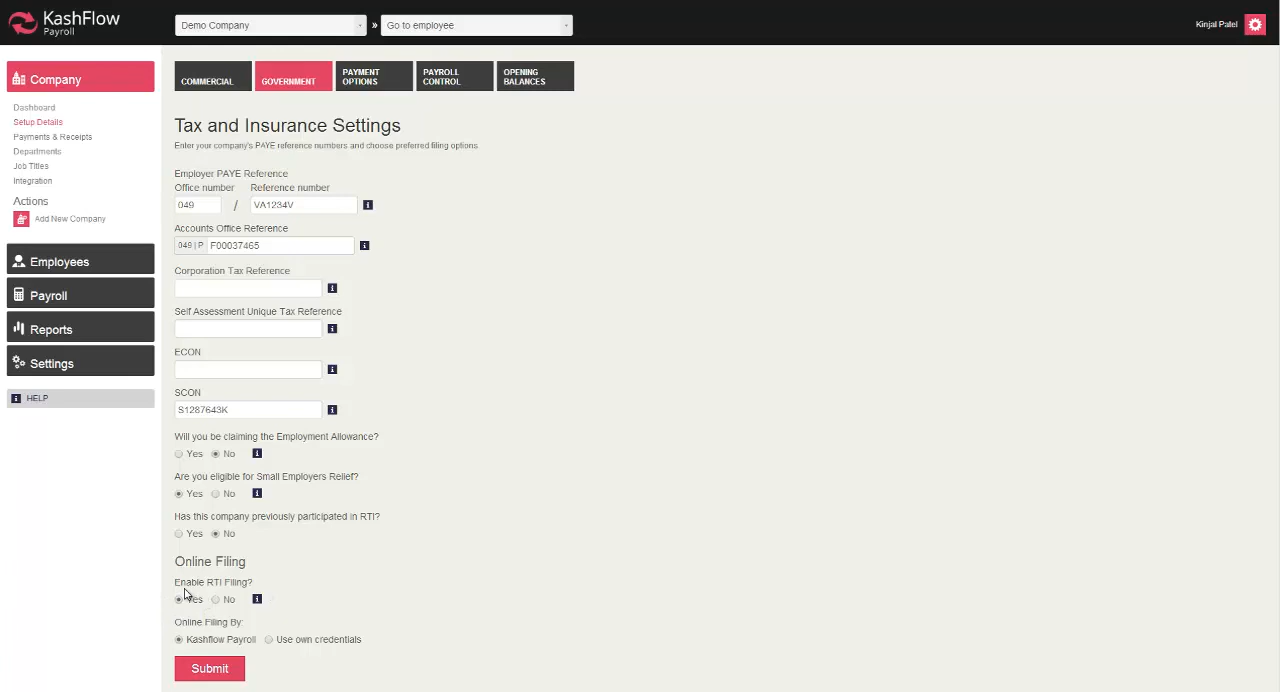 KashFlow
Payroll
Demo Company
»
Go to employee
Kinjal Patel
Company
Dashboard
Setup Details
Payments & Receipts
Departments
Job Titles
Integration
Actions
Add New Company
Employees
Payroll
Reports
Settings
HELP
COMMERCIAL
GOVERNMENT
PAYMENT
OPTIONS
PAYROLL
CONTROL
OPENING
BALANCES
Tax and Insurance Settings
Enter your company's PAYE reference numbers and choose preferred filing options
Employer PAYE Reference
Office number Reference number
049 / VA1234V
Accounts Office Reference
049 | P F00037465
Corporation Tax Reference
Self Assessment Unique Tax Reference
ECON
SCON
S1287643K
Will you be claiming the Employment Allowance?
Yes No
Are you eligible for Small Employers Relief?
Yes No
Has this company previously participated in RTI?
Yes No
Online Filing
Enable RTI Filing?
Yes No
Online Filing By:
Kashflow Payroll Use own credentials
Submit